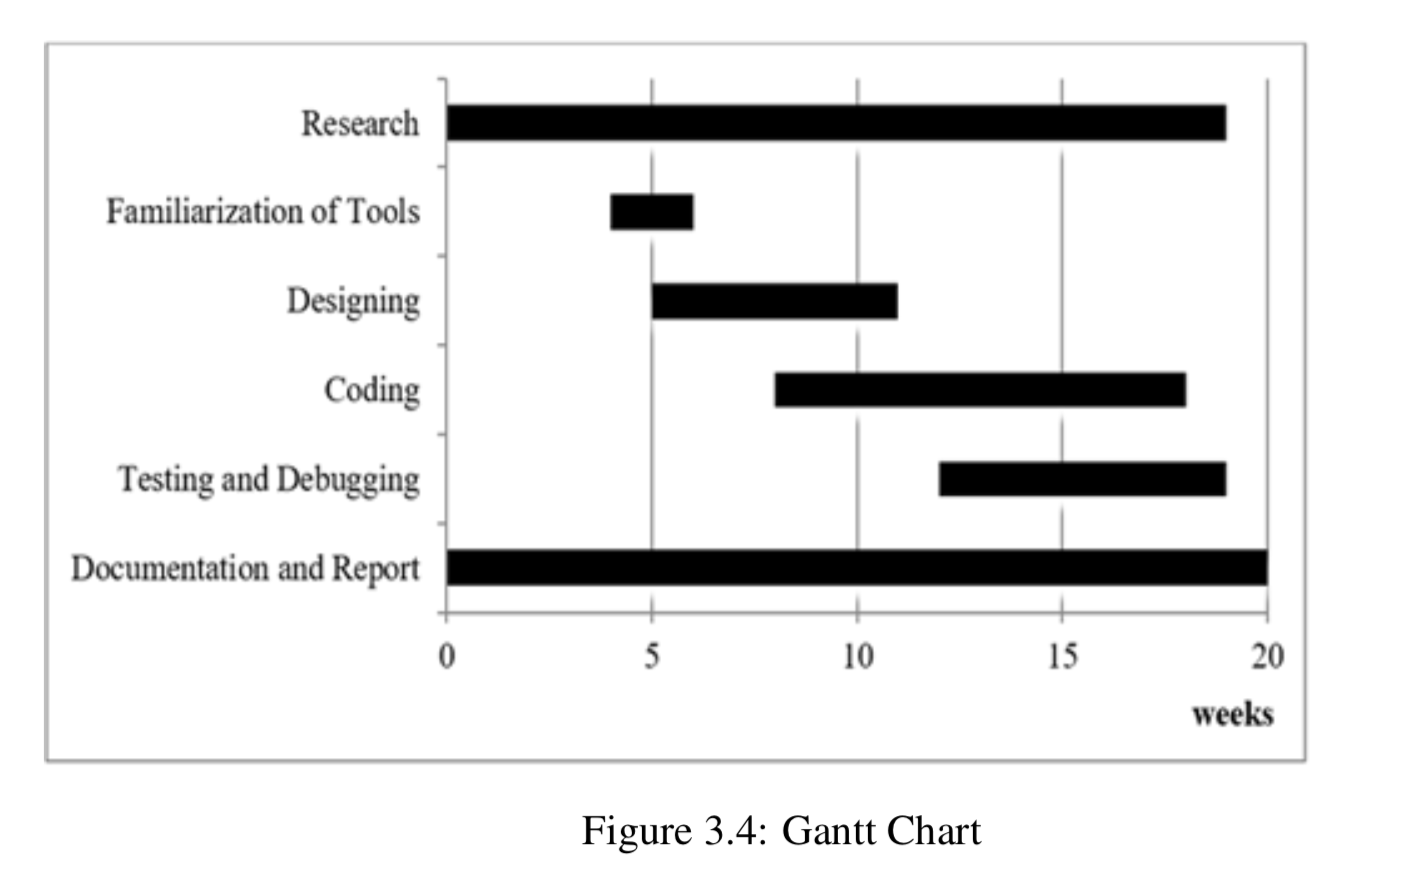 Research
Familiarization of Tools
Designing
Coding
Testing and Debugging
Documentation and Report
0 5 10 15 20
weeks
Figure 3.4: Gantt Chart